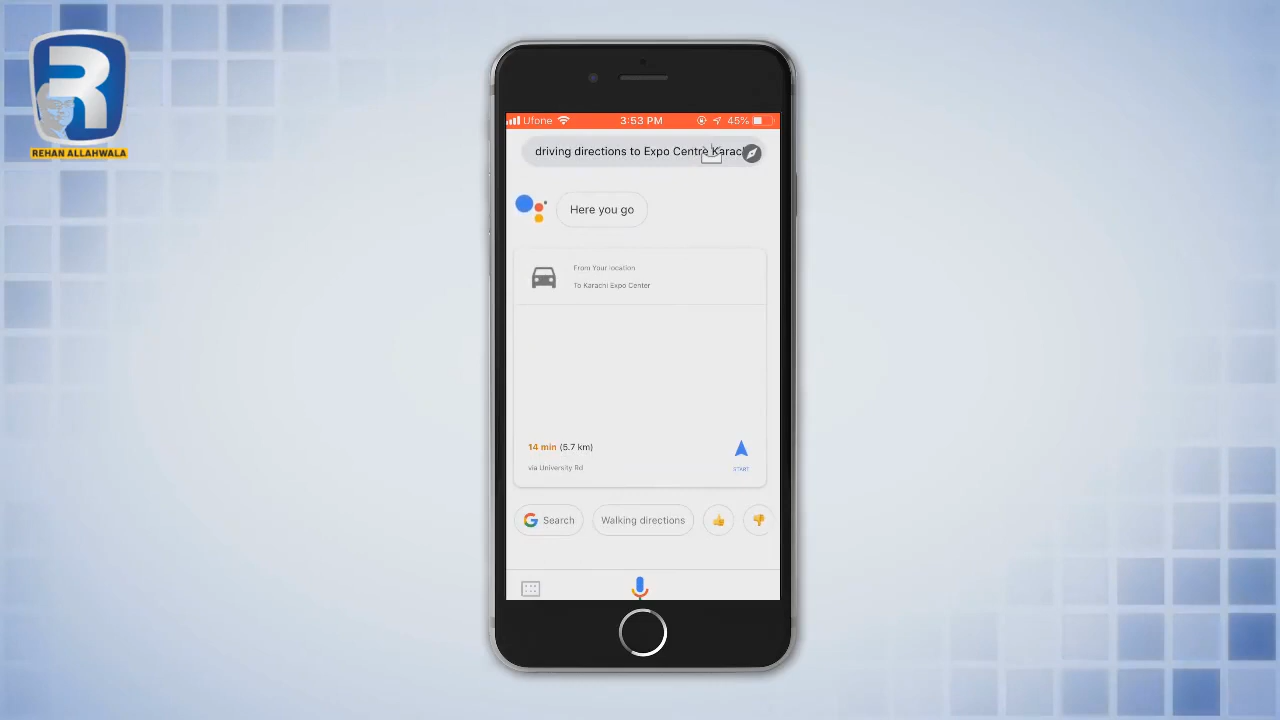 R
REHAN ALLAHWALA
Ufone 3:53 PM 45%
driving directions to Expo Centre Karac
Here you go
From Your location
To Karachi Expo Center
14 min (5.7 km)
via University Rd
START
G Search
Walking directions